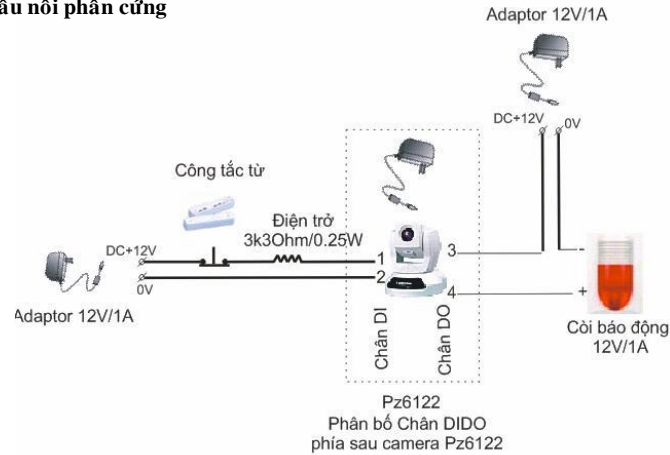 ấu nối phần cứng
Adaptor 12V/1A
DC+12V
0V
Công tắc từ
Điện trở
3k3Ohm/0.25W
DC+12V
0V
Adaptor 12V/1A
1
2
3
4
Chân DI
Chân DO
-
+
Còi báo động
12V/1A
Pz6122
Phân bố Chân DIDO
phía sau camera Pz6122